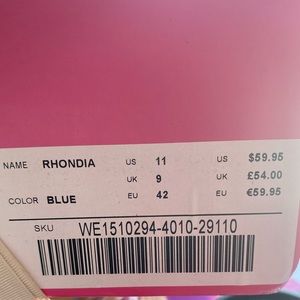 NAME RHONDIA US 11 US $59.95
UK 9 UK £54.00
COLOR BLUE EU 42 EU €59.95
SKU WE1510294-4010-29110